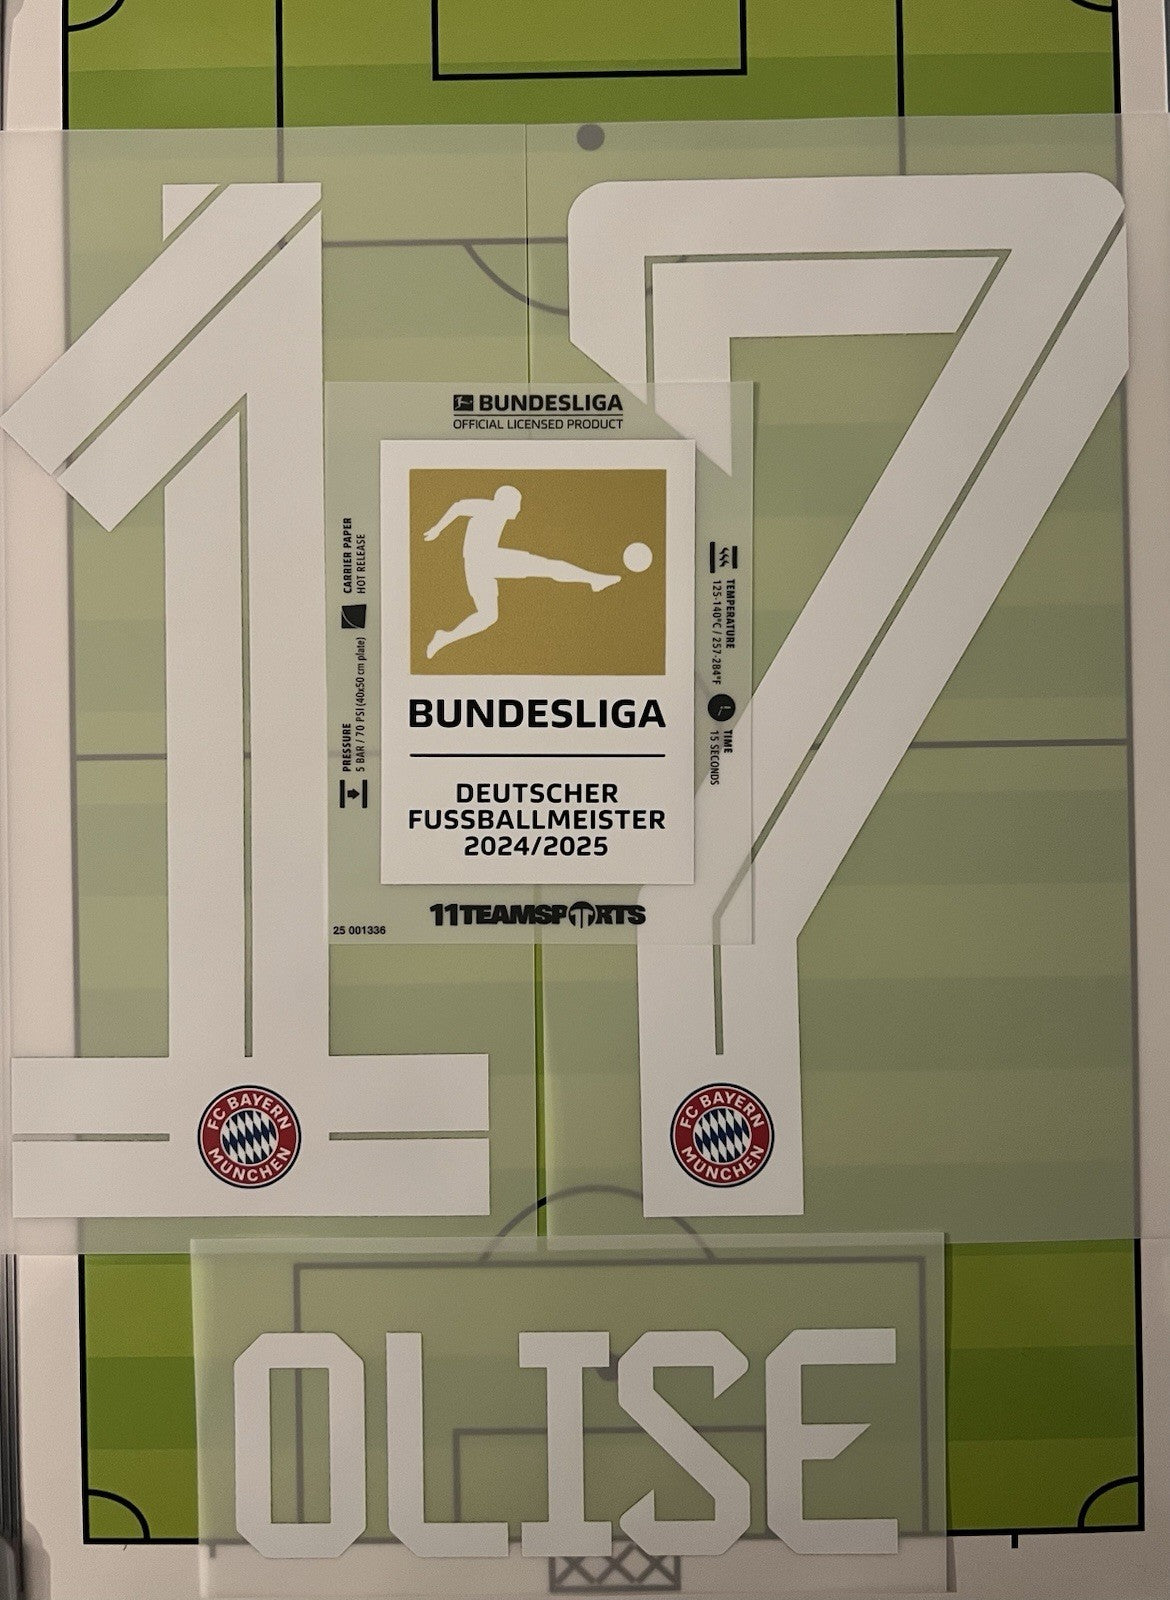 17
BUNDESLIGA
OFFICIAL LICENSED PRODUCT
CARRIER PAPER
HOT RELEASE
PRESSURE
5 BAR / 70 PSI (40x50 cm plate)
TEMPERATURE
125-140°C / 257-284°F
TIME
15 SECONDS
BUNDESLIGA
DEUTSCHER
FUSSBALLMEISTER
2024/2025
11TEAMSPORTS
25 001336
FC BAYERN
MÜNCHEN
FC BAYERN
MÜNCHEN
OLISE